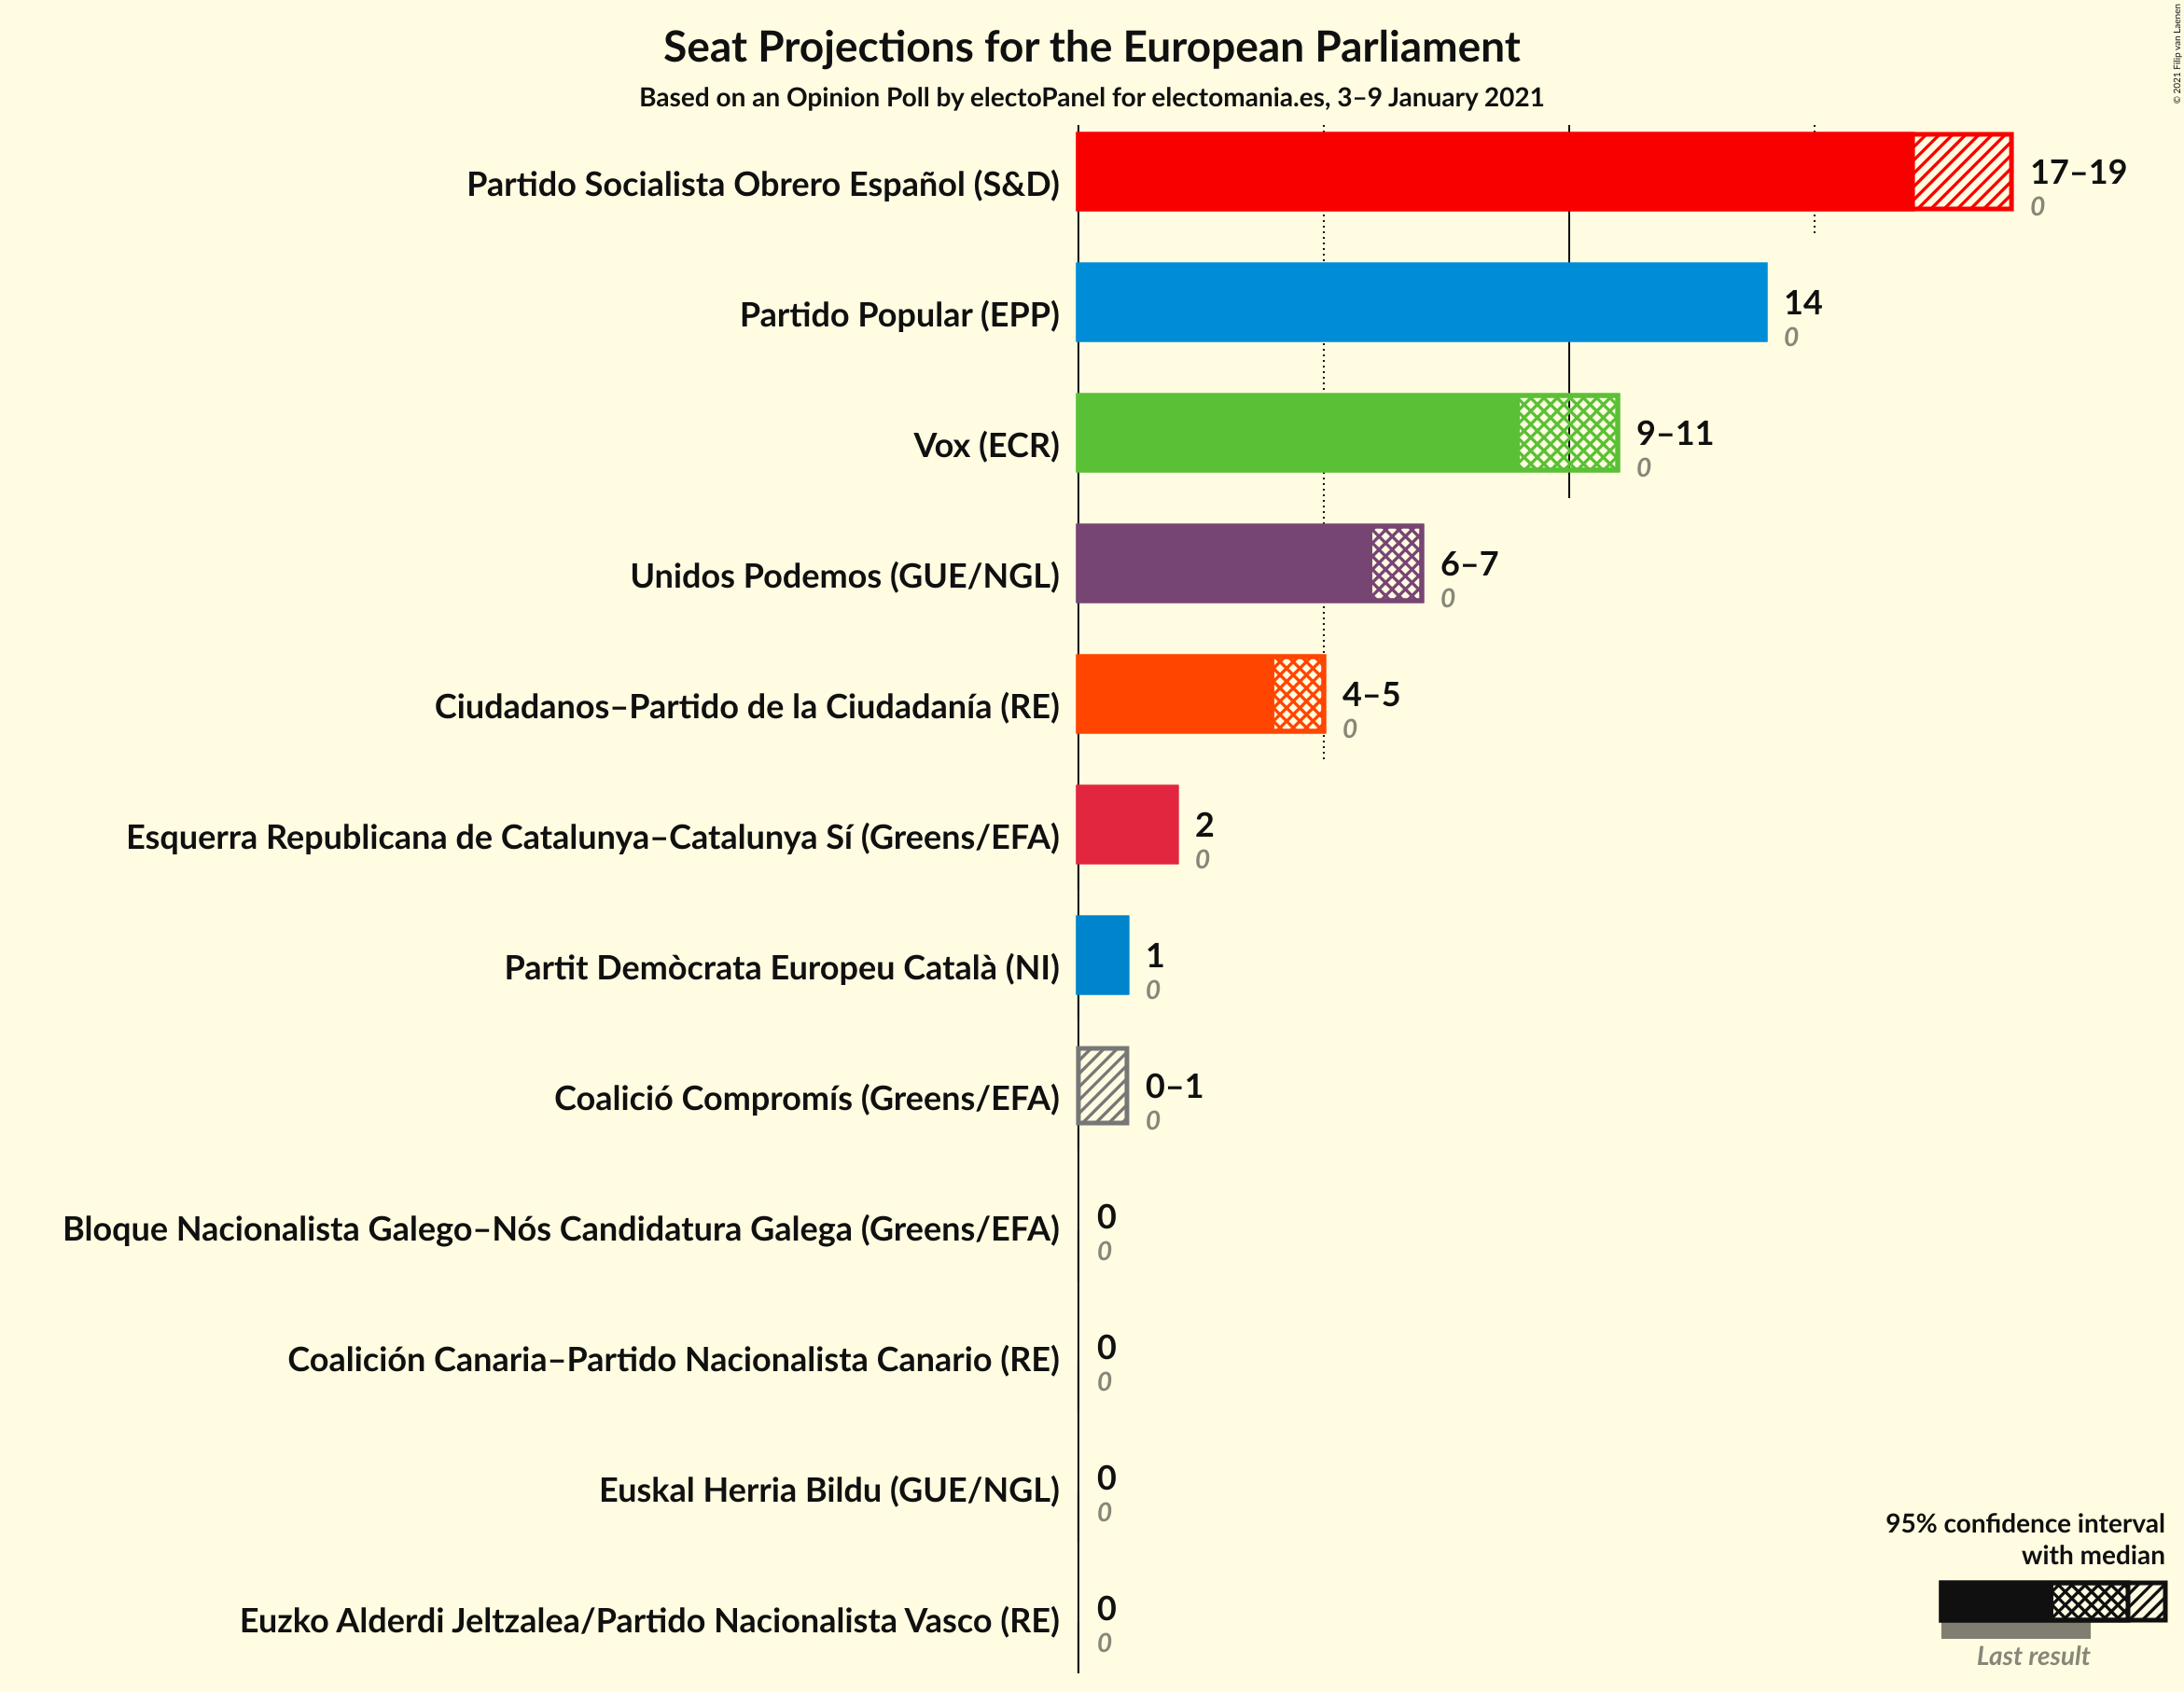 © 2021 Filip van Laenen
Seat Projections for the European Parliament
Based on an Opinion Poll by electoPanel for electomania.es, 3–9 January 2021
Partido Socialista Obrero Español (S&D)
17–19
0
Partido Popular (EPP)
14
0
Vox (ECR)
9–11
0
Unidos Podemos (GUE/NGL)
6–7
0
Ciudadanos–Partido de la Ciudadanía (RE)
4–5
0
Esquerra Republicana de Catalunya–Catalunya Sí (Greens/EFA)
2
0
Partit Demòcrata Europeu Català (NI)
1
0
Coalició Compromís (Greens/EFA)
0–1
0
Bloque Nacionalista Galego–Nós Candidatura Galega (Greens/EFA)
0
0
Coalición Canaria–Partido Nacionalista Canario (RE)
0
0
Euskal Herria Bildu (GUE/NGL)
0
0
Euzko Alderdi Jeltzalea/Partido Nacionalista Vasco (RE)
0
0
95% confidence interval
with median
Last result